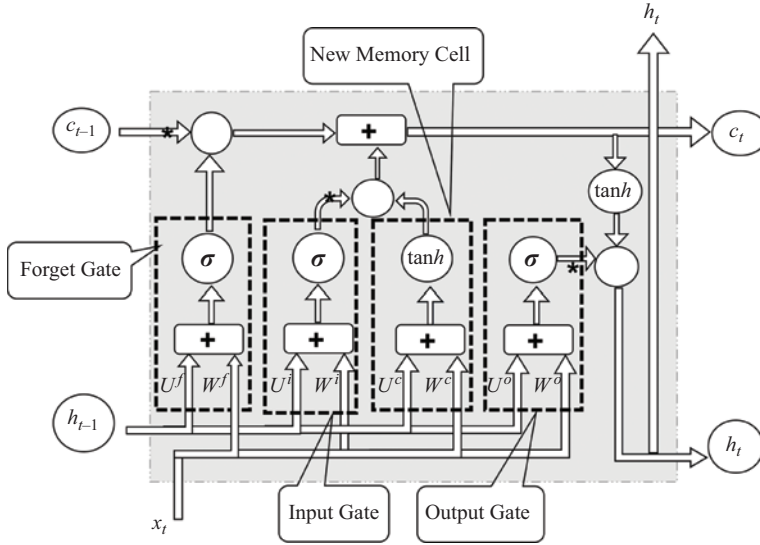 h_t
New Memory Cell
c_{t–1}
*
+
c_t
tanh
*
Forget Gate
σ
σ
tanh
σ
*
+
+
+
+
U^f W^f
U^i W^i
U^c W^c
U^o W^o
h_{t–1}
h_t
Input Gate
Output Gate
x_t